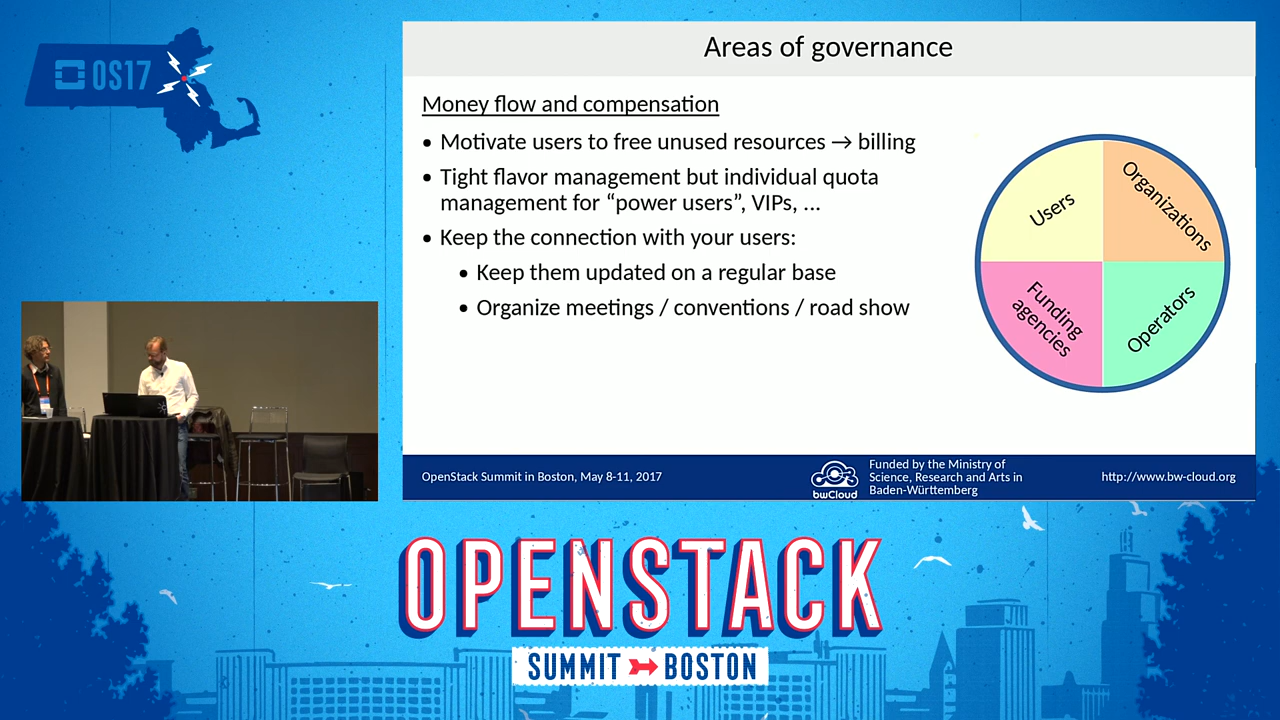 OS17
Areas of governance
Money flow and compensation
• Motivate users to free unused resources → billing
• Tight flavor management but individual quota
management for “power users”, VIPs, ...
• Keep the connection with your users:
• Keep them updated on a regular base
• Organize meetings / conventions / road show
Users
Organizations
Funding
agencies
Operators
OpenStack Summit in Boston, May 8-11, 2017
bwCloud
Funded by the Ministry of
Science, Research and Arts in
Baden-Württemberg
http://www.bw-cloud.org
OPENSTACK
SUMMIT BOSTON